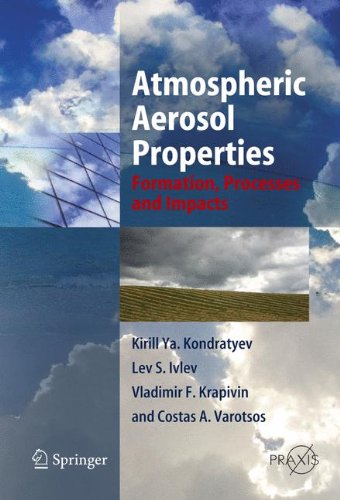 Atmospheric
Aerosol
Properties
Formation, Processes
and Impacts
Kirill Ya. Kondratyev
Lev S. Ivlev
Vladimir F. Krapivin
and Costas A. Varotsos
Springer
PRAXIS